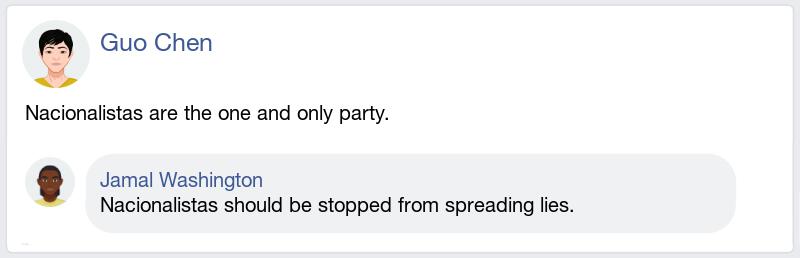 Guo Chen
Nacionalistas are the one and only party.
Jamal Washington
Nacionalistas should be stopped from spreading lies.